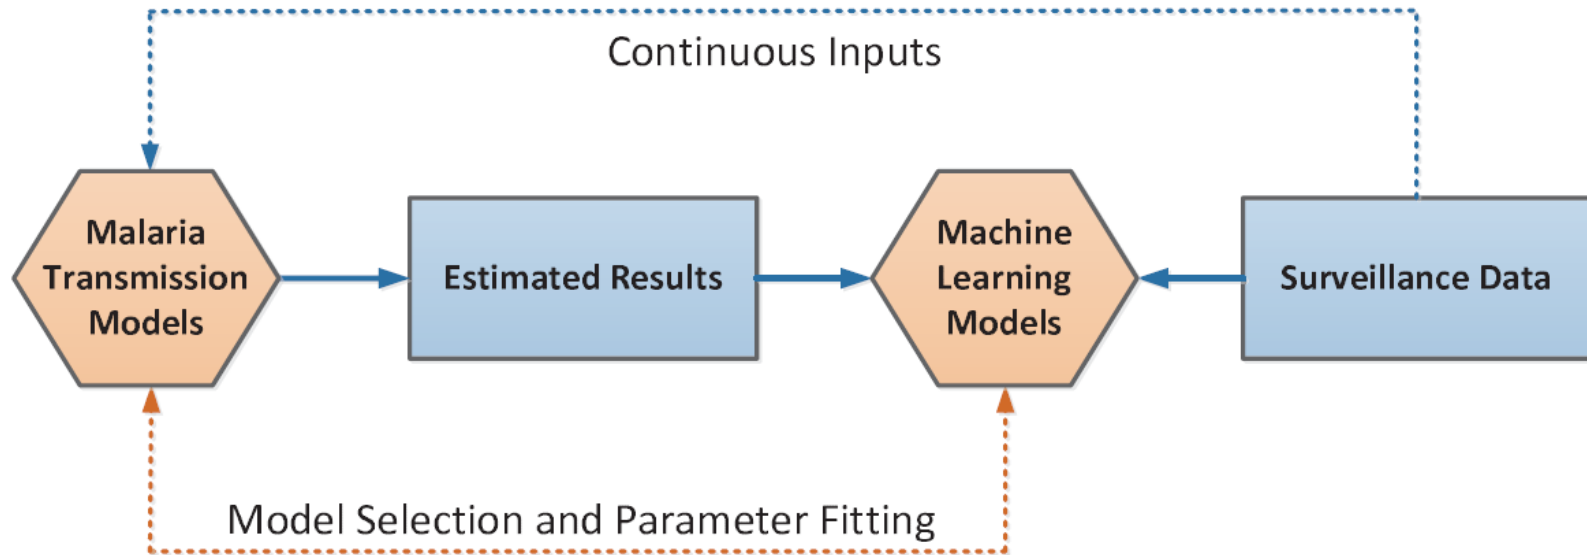 Continuous Inputs
Malaria
Transmission
Models
Estimated Results
Machine
Learning
Models
Surveillance Data
Model Selection and Parameter Fitting